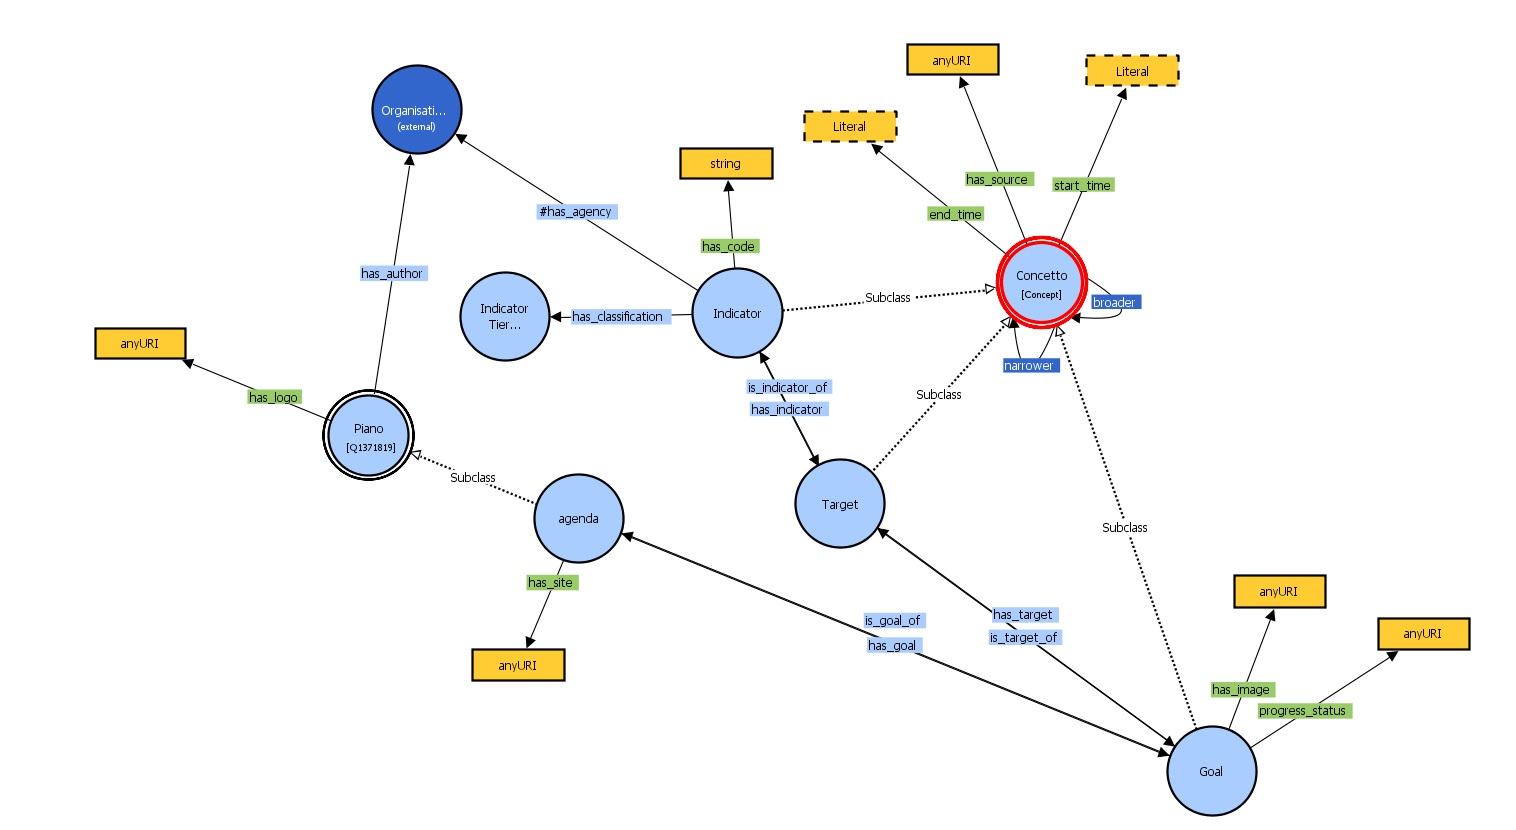 anyURI
Literal
Organisati...
(external)
Literal
string
has_source
start_time
#has_agency
end_time
has_code
has_author
Concetto
[Concept]
Subclass
broader
Indicator
Tier...
has_classification
Indicator
anyURI
narrower
is_indicator_of
has_indicator
Subclass
has_logo
Piano
[Q1371819]
Subclass
Target
agenda
Subclass
has_site
anyURI
has_target
is_target_of
is_goal_of
has_goal
anyURI
anyURI
has_image
progress_status
Goal
anyURI